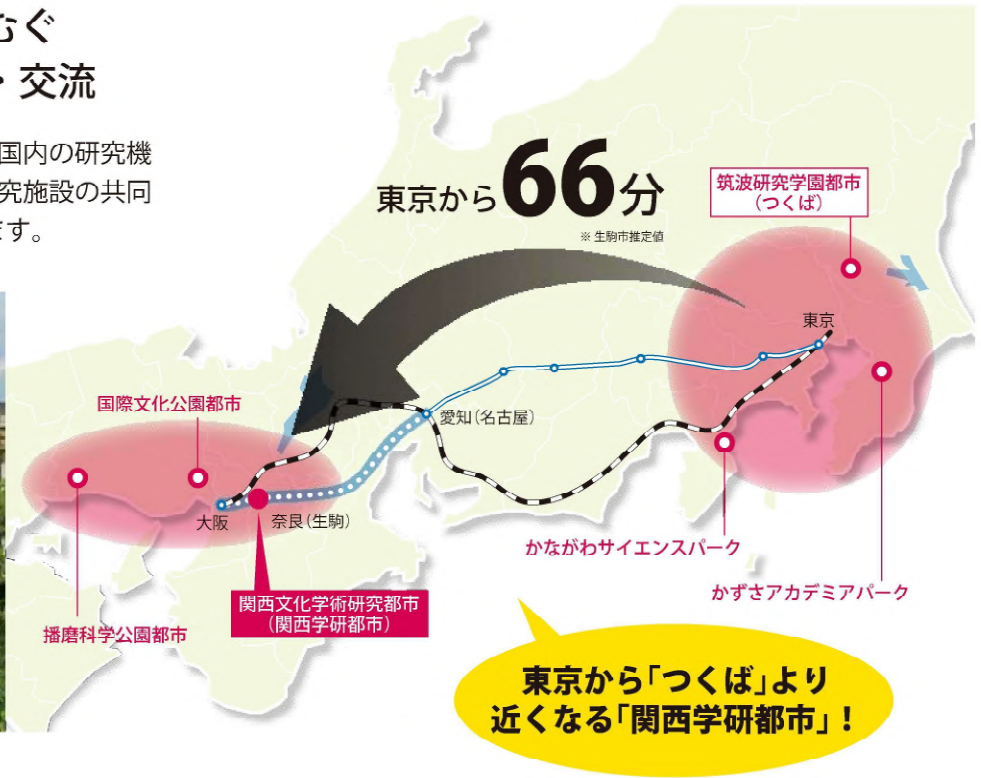 むぐ
・交流
国内の研究機
究施設の共同
ます。
東京から66分
※ 生駒市推定値
筑波研究学園都市
（つくば）
東京
国際文化公園都市
愛知（名古屋）
大阪
奈良（生駒）
かながわサイエンスパーク
かずさアカデミアパーク
関西文化学術研究都市
（関西学研都市）
播磨科学公園都市
東京から「つくば」より
近くなる「関西学研都市」！